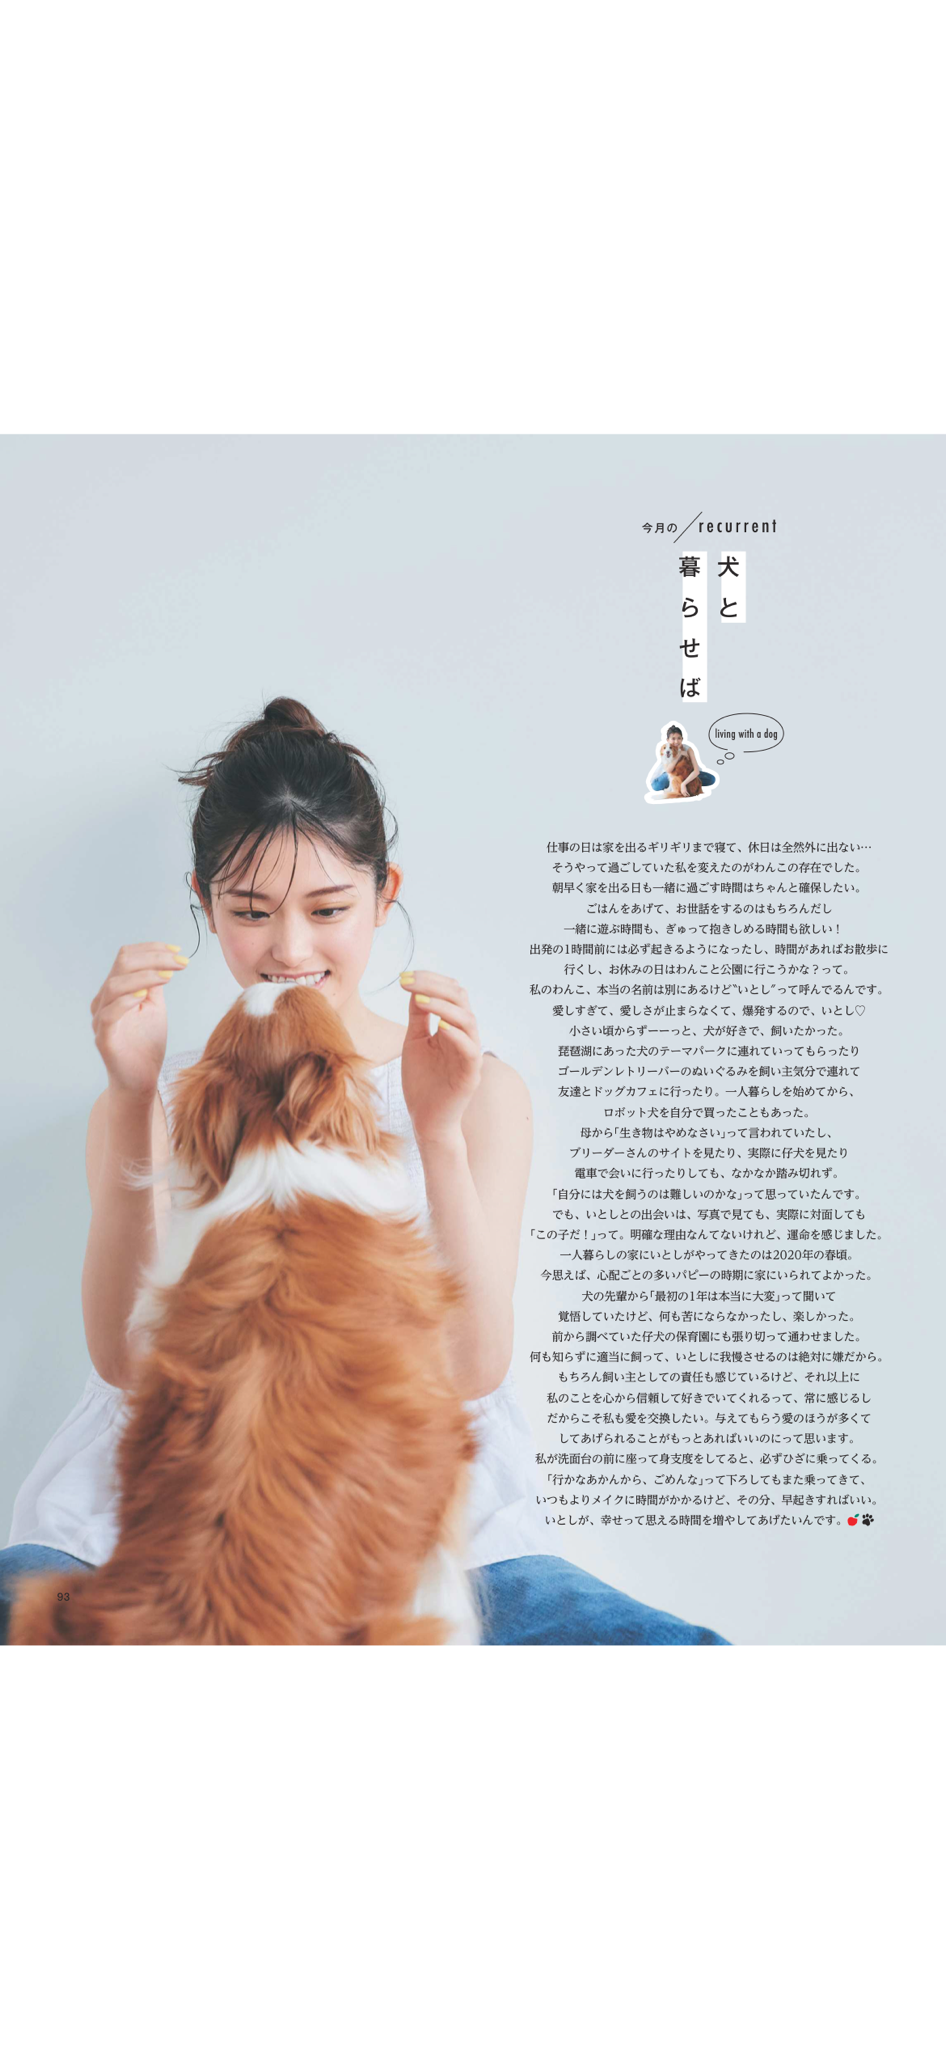 今月の/recurrent
犬と
暮らせば
living with a dog
仕事の日は家を出るギリギリまで寝て、休日は全然外に出ない…
そうやって過ごしていた私を変えたのがわんこの存在でした。
朝早く家を出る日も一緒に過ごす時間はちゃんと確保したい。
ごはんをあげて、お世話をするのはもちろんだし
一緒に遊ぶ時間も、ぎゅって抱きしめる時間も欲しい！
出発の1時間前には必ず起きるようになったし、時間があればお散歩に
行くし、お休みの日はわんこと公園に行こうかな？って。
私のわんこ、本当の名前は別にあるけど〝いとし〟って呼んでるんです。
愛しすぎて、愛しさが止まらなくて、爆発するので、いとし♡
小さい頃からずーーっと、犬が好きで、飼いたかった。
琵琶湖にあった犬のテーマパークに連れていってもらったり
ゴールデンレトリーバーのぬいぐるみを飼い主気分で連れて
友達とドッグカフェに行ったり。一人暮らしを始めてから、
ロボット犬を自分で買ったこともあった。
母から「生き物はやめなさい」って言われていたし、
ブリーダーさんのサイトを見たり、実際に仔犬を見たり
電車で会いに行ったりしても、なかなか踏み切れず。
「自分には犬を飼うのは難しいのかな」って思っていたんです。
でも、いとしとの出会いは、写真で見ても、実際に対面しても
「この子だ！」って。明確な理由なんてないけれど、運命を感じました。
一人暮らしの家にいとしがやってきたのは2020年の春頃。
今思えば、心配ごとの多いパピーの時期に家にいられてよかった。
犬の先輩から「最初の1年は本当に大変」って聞いて
覚悟していたけど、何も苦にならなかったし、楽しかった。
前から調べていた仔犬の保育園にも張り切って通わせました。
何も知らずに適当に飼って、いとしに我慢させるのは絶対に嫌だから。
もちろん飼い主としての責任も感じているけど、それ以上に
私のことを心から信頼して好きでいてくれるって、常に感じるし
だからこそ私も愛を交換したい。与えてもらう愛のほうが多くて
してあげられることがもっとあればいいのにって思います。
私が洗面台の前に座って身支度をしてると、必ずひざに乗ってくる。
「行かなあかんから、ごめんな」って下ろしてもまた乗ってきて、
いつもよりメイクに時間がかかるけど、その分、早起きすればいい。
いとしが、幸せって思える時間を増やしてあげたいんです。
93